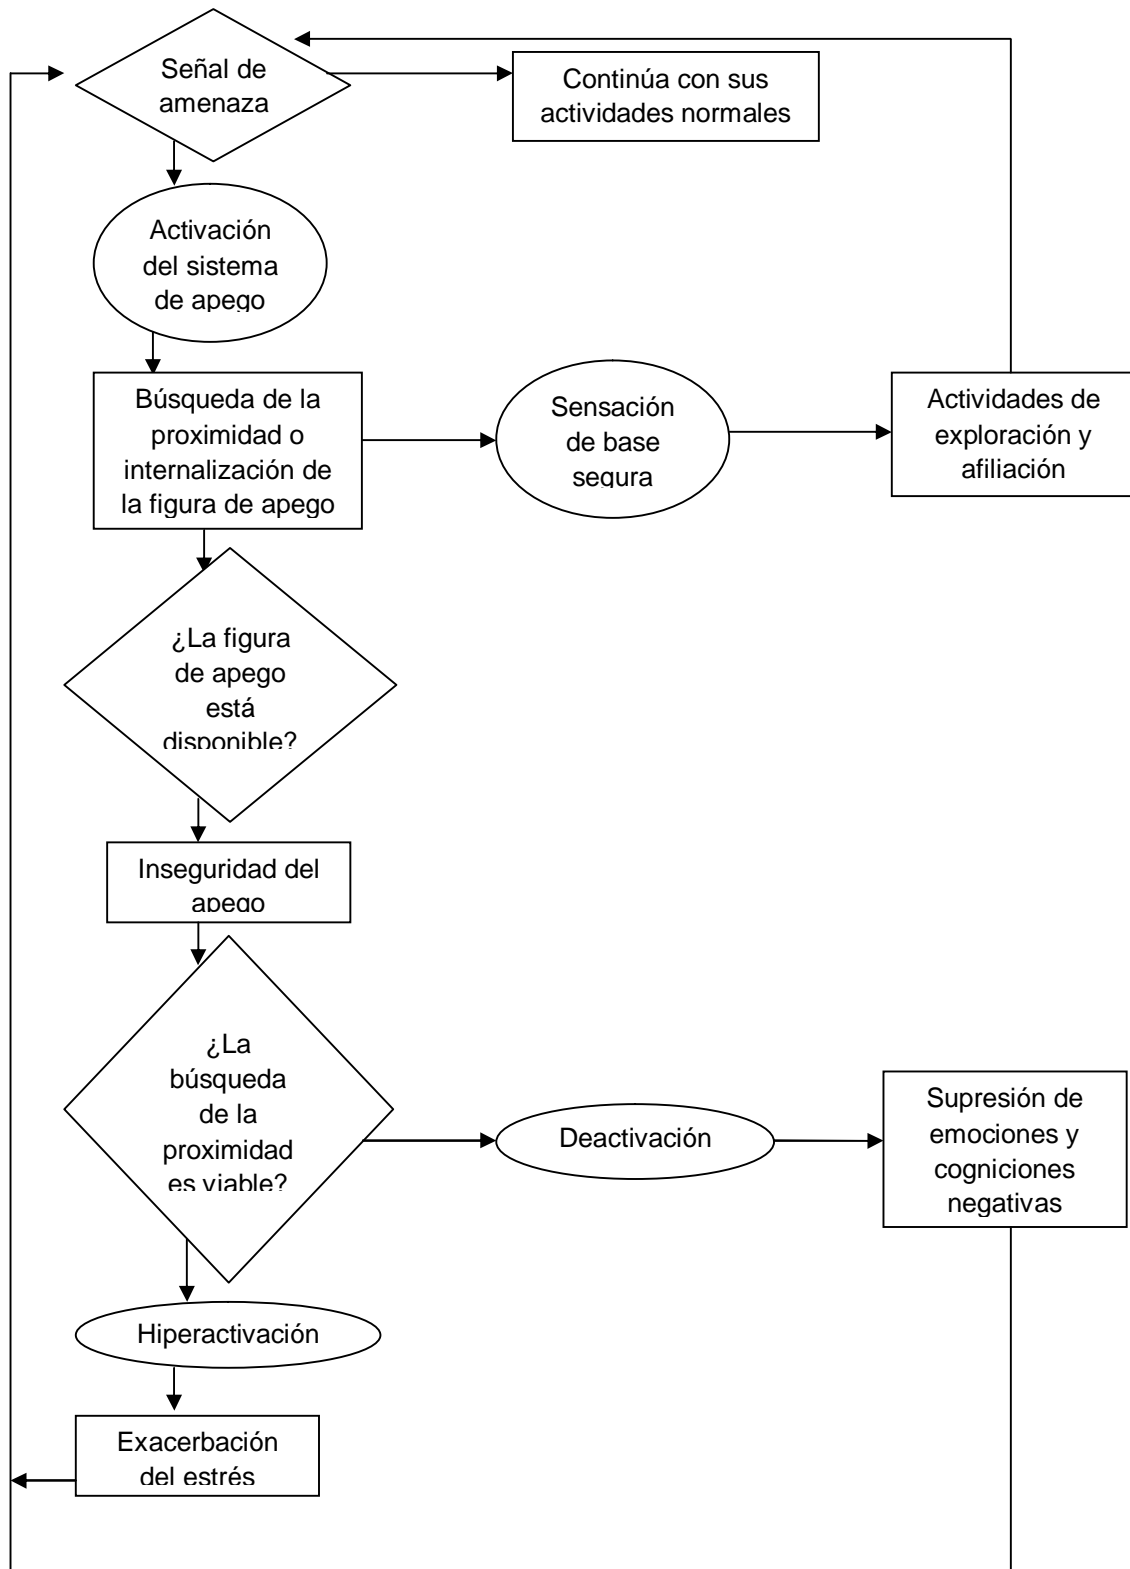 Señal de
amenaza
Continúa con sus
actividades normales
Activación
del sistema
de apego
Búsqueda de la
proximidad o
internalización de
la figura de apego
Sensación
de base
segura
Actividades de
exploración y
afiliación
¿La figura
de apego
está
disponible?
Inseguridad del
apego
¿La
búsqueda
de la
proximidad
es viable?
Deactivación
Supresión de
emociones y
cogniciones
negativas
Hiperactivación
Exacerbación
del estrés